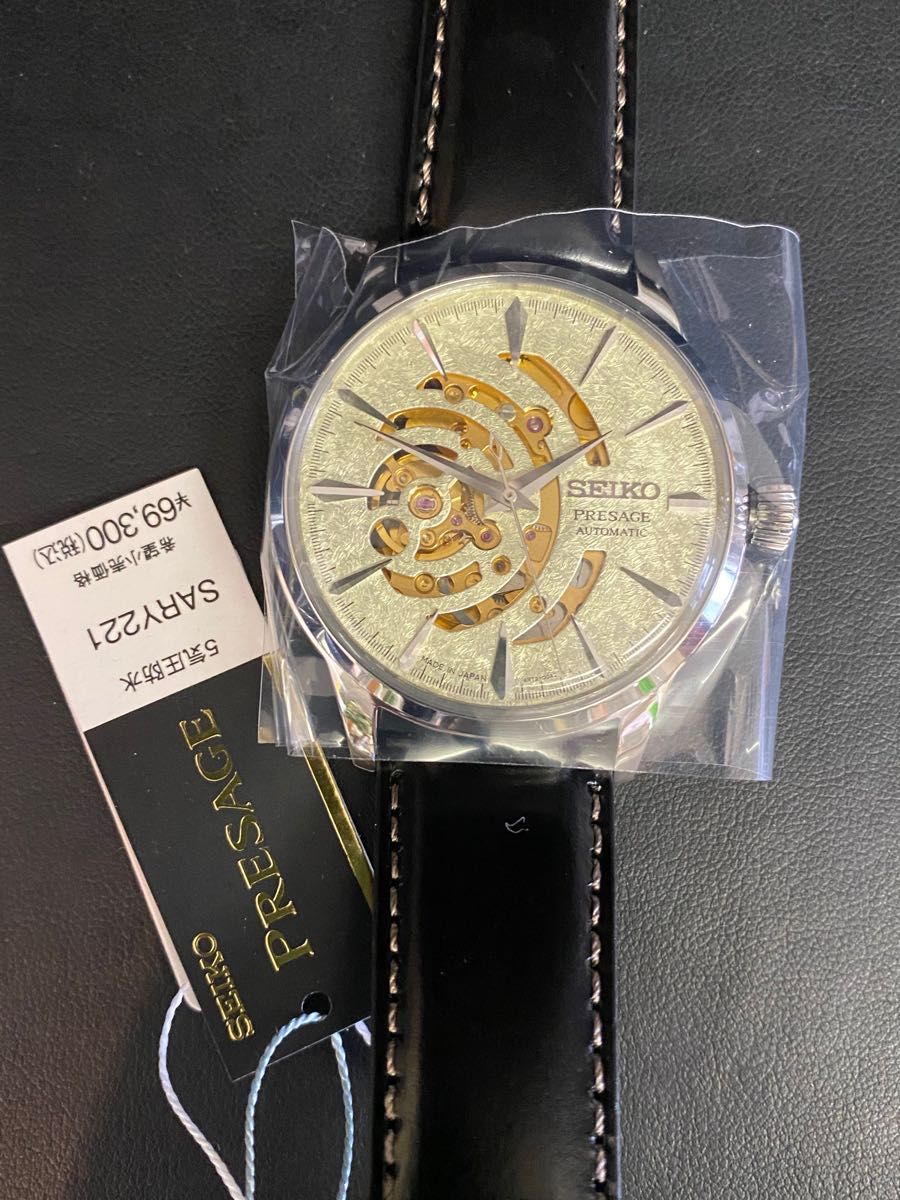 SEIKO
PRESAGE
AUTOMATIC
MADE IN JAPAN
SEIKO
PRESAGE
5気圧防水
SARY221
希望小売価格
¥69,300(税込)